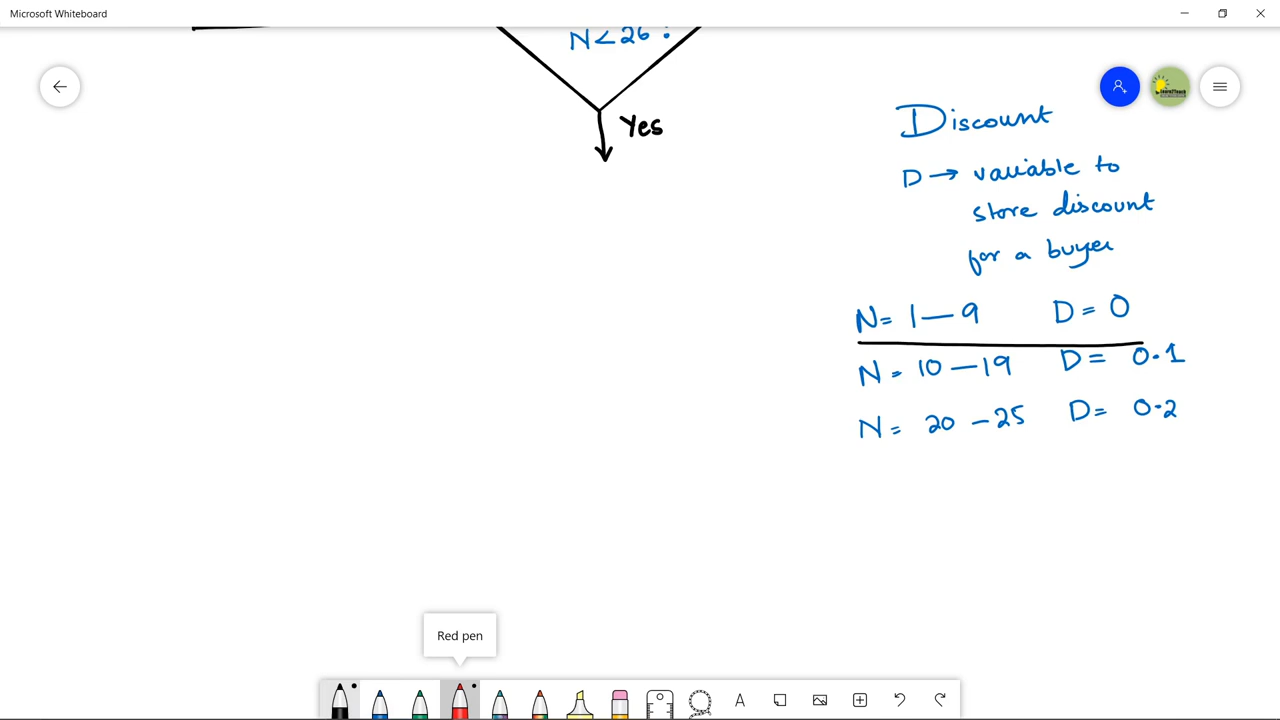 Microsoft Whiteboard
N<26?
Yes
Discount
D → variable to
store discount
for a buyer
N= 1—9 D= 0
N= 10—19 D= 0.1
N= 20—25 D= 0.2
Red pen
A